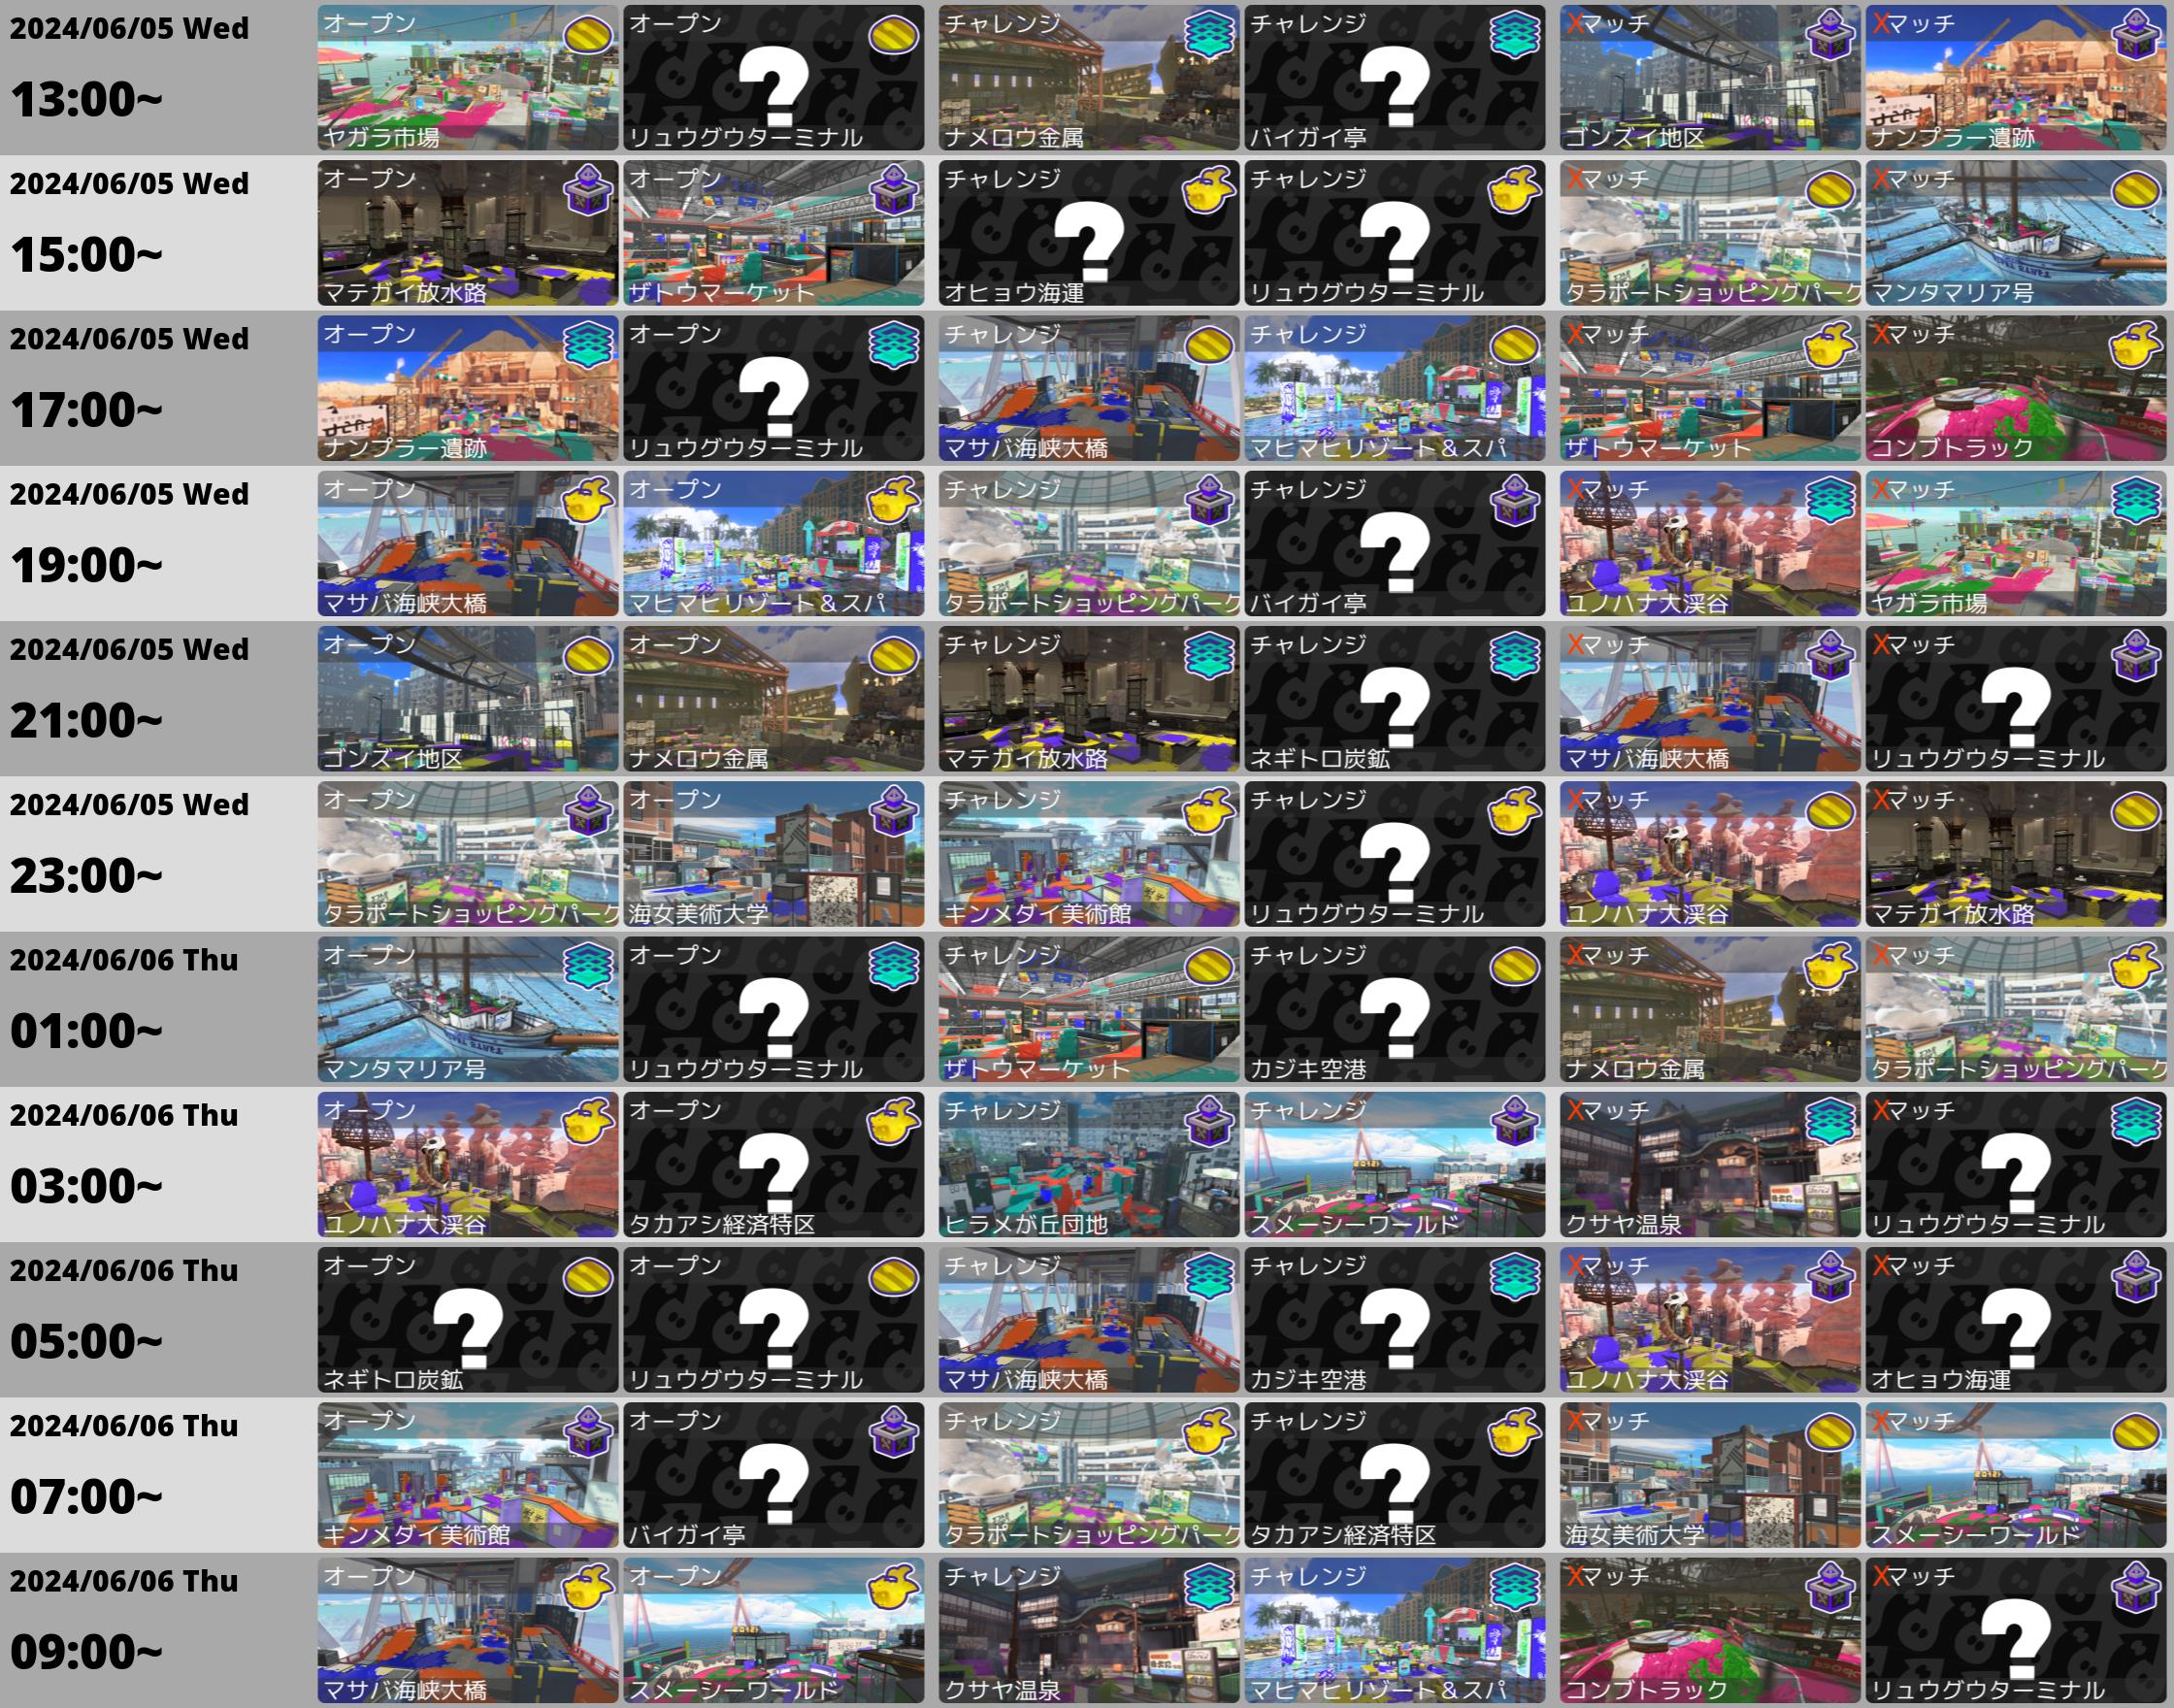 2024/06/05 Wed
13:00~
オープン
ヤガラ市場
オープン
リュウグウターミナル
チャレンジ
ナメロウ金属
チャレンジ
バイガイ亭
Xマッチ
ゴンズイ地区
Xマッチ
ナンプラー遺跡
2024/06/05 Wed
15:00~
オープン
マテガイ放水路
オープン
ザトウマーケット
チャレンジ
オヒョウ海運
チャレンジ
リュウグウターミナル
Xマッチ
タラポートショッピングパーク
Xマッチ
マンタマリア号
2024/06/05 Wed
17:00~
オープン
ナンプラー遺跡
オープン
リュウグウターミナル
チャレンジ
マサバ海峡大橋
チャレンジ
マヒマヒリゾート＆スパ
Xマッチ
ザトウマーケット
Xマッチ
コンブトラック
2024/06/05 Wed
19:00~
オープン
マサバ海峡大橋
オープン
マヒマヒリゾート＆スパ
チャレンジ
タラポートショッピングパーク
チャレンジ
バイガイ亭
Xマッチ
ユノハナ大渓谷
Xマッチ
ヤガラ市場
2024/06/05 Wed
21:00~
オープン
ゴンズイ地区
オープン
ナメロウ金属
チャレンジ
マテガイ放水路
チャレンジ
ネギトロ炭鉱
Xマッチ
マサバ海峡大橋
Xマッチ
リュウグウターミナル
2024/06/05 Wed
23:00~
オープン
タラポートショッピングパーク
オープン
海女美術大学
チャレンジ
キンメダイ美術館
チャレンジ
リュウグウターミナル
Xマッチ
ユノハナ大渓谷
Xマッチ
マテガイ放水路
2024/06/06 Thu
01:00~
オープン
マンタマリア号
オープン
リュウグウターミナル
チャレンジ
ザトウマーケット
チャレンジ
カジキ空港
Xマッチ
ナメロウ金属
Xマッチ
タラポートショッピングパーク
2024/06/06 Thu
03:00~
オープン
ユノハナ大渓谷
オープン
タカアシ経済特区
チャレンジ
ヒラメが丘団地
チャレンジ
スメーシーワールド
Xマッチ
クサヤ温泉
Xマッチ
リュウグウターミナル
2024/06/06 Thu
05:00~
オープン
ネギトロ炭鉱
オープン
リュウグウターミナル
チャレンジ
マサバ海峡大橋
チャレンジ
カジキ空港
Xマッチ
ユノハナ大渓谷
Xマッチ
オヒョウ海運
2024/06/06 Thu
07:00~
オープン
キンメダイ美術館
オープン
バイガイ亭
チャレンジ
タラポートショッピングパーク
チャレンジ
タカアシ経済特区
Xマッチ
海女美術大学
Xマッチ
スメーシーワールド
2024/06/06 Thu
09:00~
オープン
マサバ海峡大橋
オープン
スメーシーワールド
チャレンジ
クサヤ温泉
チャレンジ
マヒマヒリゾート＆スパ
Xマッチ
コンブトラック
Xマッチ
リュウグウターミナル